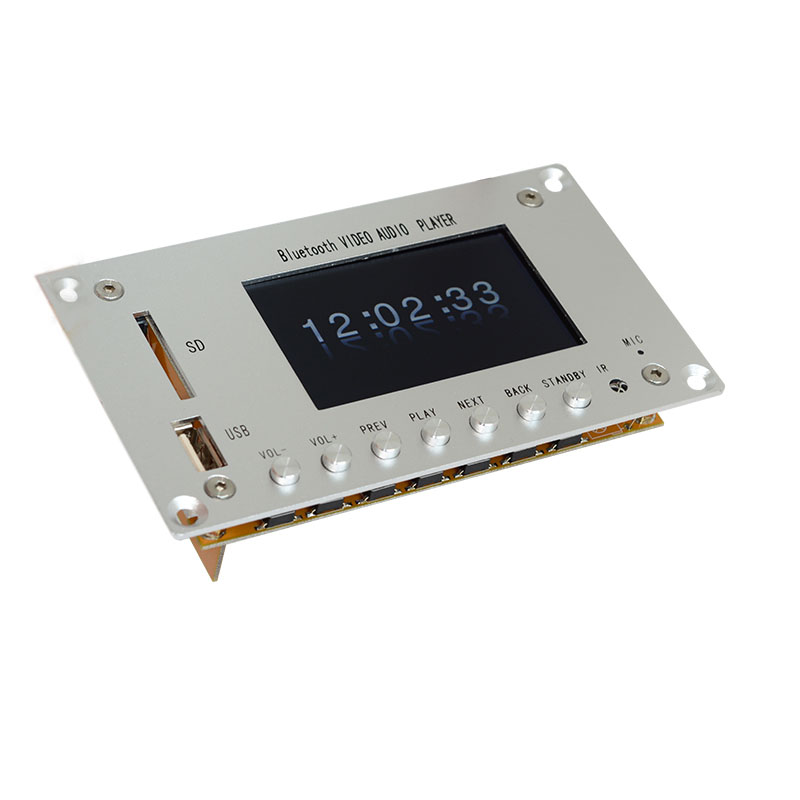 Bluetooth VIDEO AUDIO PLAYER
12:02:33
SD
USB
VOL- VOL+ PREV PLAY NEXT BACK STANDBY IR
MIC